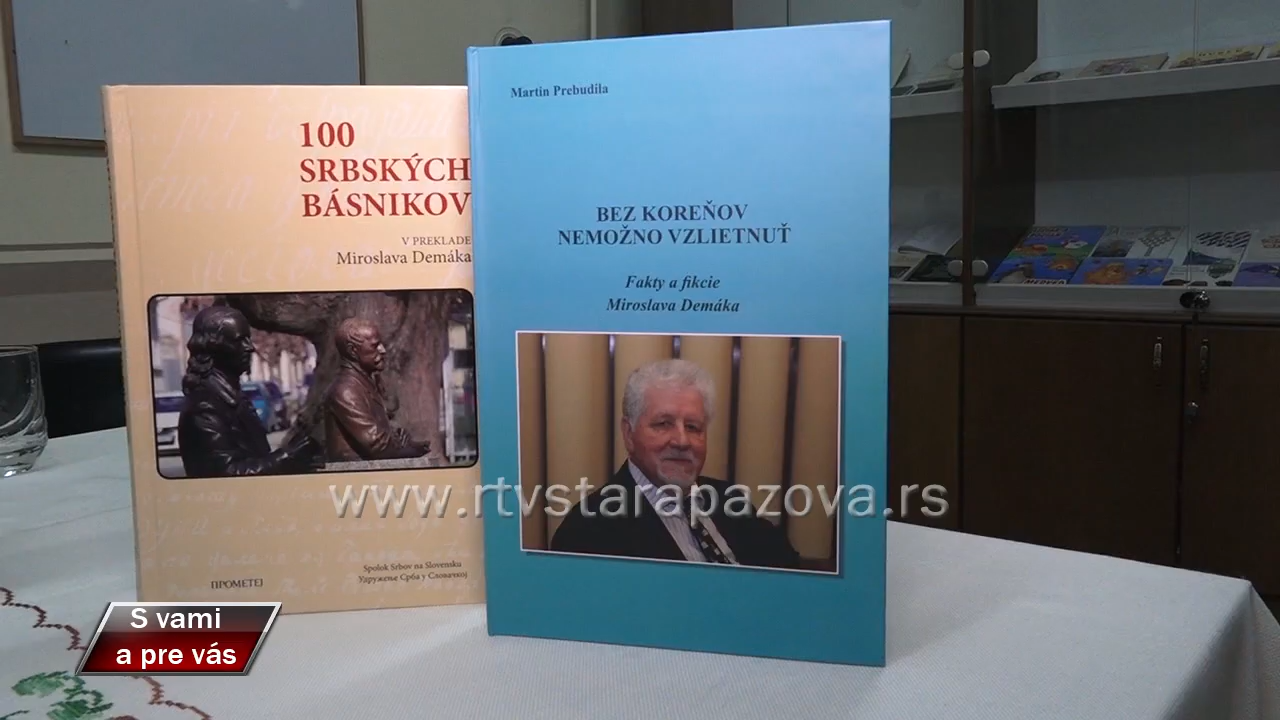 100
SRBSKÝCH
BÁSNIKOV
V PREKLADE
Miroslava Demáka
ПРОМЕТЕЈ
Spolok Srbov na Slovensku
Удружење Срба у Словачкој
Martin Prebudila
BEZ KOREŇOV
NEMOŽNO VZLIETNUŤ
Fakty a fikcie
Miroslava Demáka
www.rtvstarapazova.rs
S vami
a pre vás